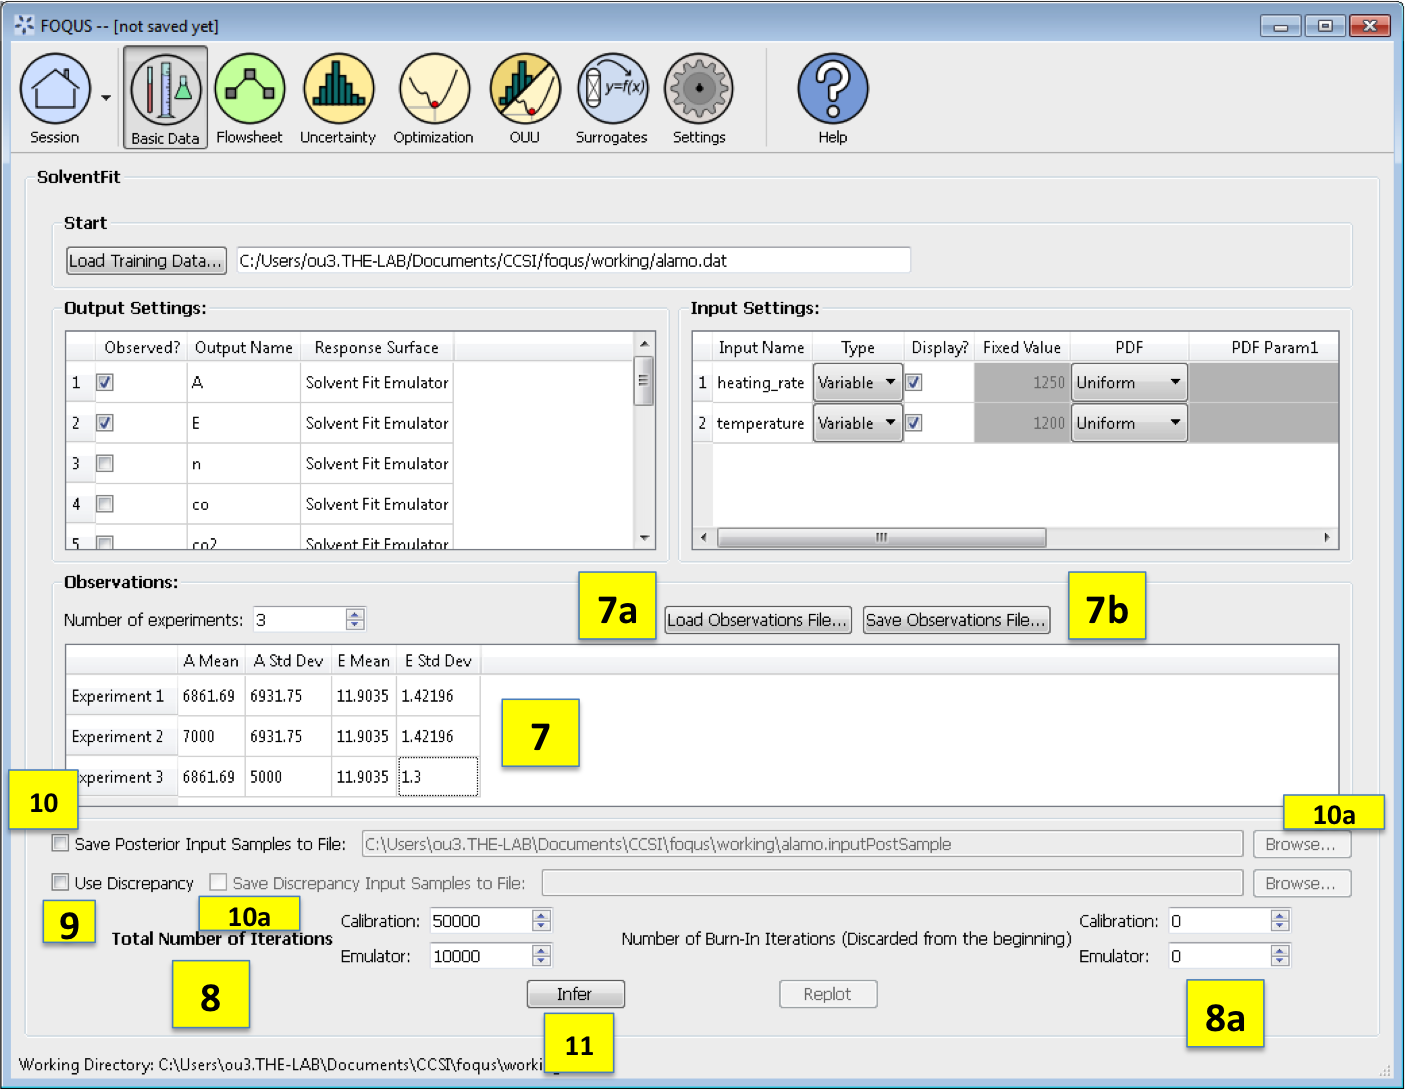 FOQUS -- [not saved yet]
y=f(x)
Session Basic Data Flowsheet Uncertainty Optimization OUU Surrogates Settings Help
SolventFit
Start
Load Training Data... C:/Users/ou3.THE-LAB/Documents/CCSI/foqus/working/alamo.dat
Output Settings:
Observed? Output Name Response Surface
1 A Solvent Fit Emulator
2 E Solvent Fit Emulator
3 n Solvent Fit Emulator
4 co Solvent Fit Emulator
5 co2 Solvent Fit Emulator
Input Settings:
Input Name Type Display? Fixed Value PDF PDF Param1
1 heating_rate Variable 1250 Uniform
2 temperature Variable 1200 Uniform
Observations:
Number of experiments: 3
7a
Load Observations File... Save Observations File...
7b
A Mean A Std Dev E Mean E Std Dev
Experiment 1 6861.69 6931.75 11.9035 1.42196
Experiment 2 7000 6931.75 11.9035 1.42196
xperiment 3 6861.69 5000 11.9035 1.3
7
10
10a
Save Posterior Input Samples to File: C:\Users\ou3.THE-LAB\Documents\CCSI\foqus\working\alamo.inputPostSample Browse...
Use Discrepancy Save Discrepancy Input Samples to File: Browse...
9
10a
Total Number of Iterations
Calibration: 50000
Emulator: 10000
Number of Burn-In Iterations (Discarded from the beginning)
Calibration: 0
Emulator: 0
8
Infer Replot
8a
11
Working Directory: C:\Users\ou3.THE-LAB\Documents\CCSI\foqus\worki